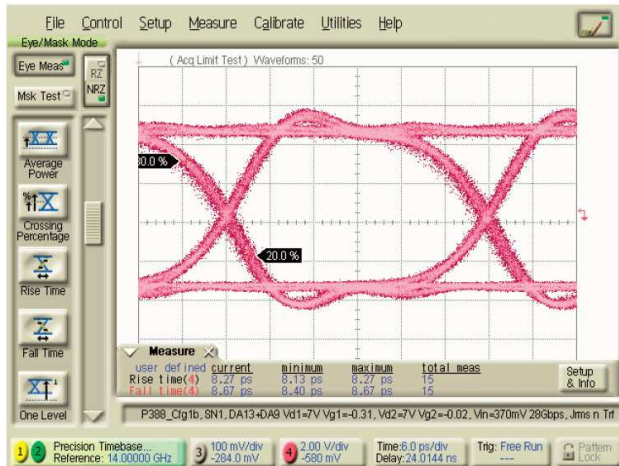 File Control Setup Measure Calibrate Utilities Help
Eye/Mask Mode
Eye Meas
Msk Test
RZ
NRZ
( Acq Limit Test ) Waveforms: 50
80.0 %
20.0 %
Average
Power
Crossing
Percentage
Rise Time
Fall Time
One Level
Measure
user defined current minimum maximum total meas
Rise time(4) 8.27 ps 8.13 ps 8.27 ps 15
Fall time(4) 8.67 ps 8.40 ps 8.67 ps 15
Setup
& Info
P388_Cfg1b, SN1, DA13+DA9 Vd1=7V Vg1=-0.31, Vd2=7V Vg2=-0.02, Vin=370mV 28Gbps, Jrms n Trf
1 2 Precision Timebase...
Reference: 14.00000 GHz
3 100 mV/div
-284.0 mV
4 2.00 V/div
-580 mV
Time:6.0 ps/div
Delay:24.0144 ns
Trig: Free Run
---
Pattern
Lock